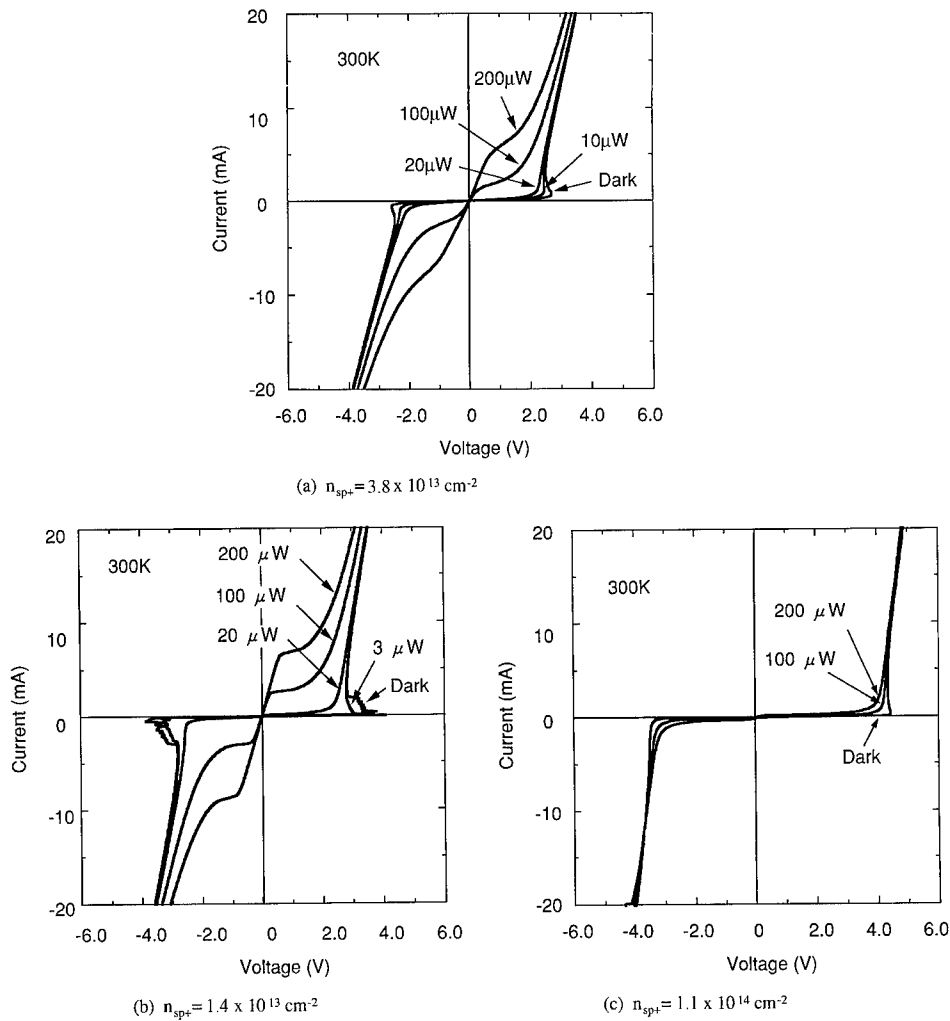 20
300K
200μW
100μW
10μW
20μW
Dark
10
0
-10
-20
Current (mA)
-6.0 -4.0 -2.0 0 2.0 4.0 6.0
Voltage (V)
(a) nsp+= 3.8 x 10^13 cm^-2
20
300K
200 μW
100 μW
20 μW
3 μW
Dark
10
0
-10
-20
Current (mA)
-6.0 -4.0 -2.0 0 2.0 4.0 6.0
Voltage (V)
(b) nsp+= 1.4 x 10^13 cm^-2
20
300K
200 μW
100 μW
Dark
10
0
-10
-20
Current (mA)
-6.0 -4.0 -2.0 0 2.0 4.0 6.0
Voltage (V)
(c) nsp+= 1.1 x 10^14 cm^-2